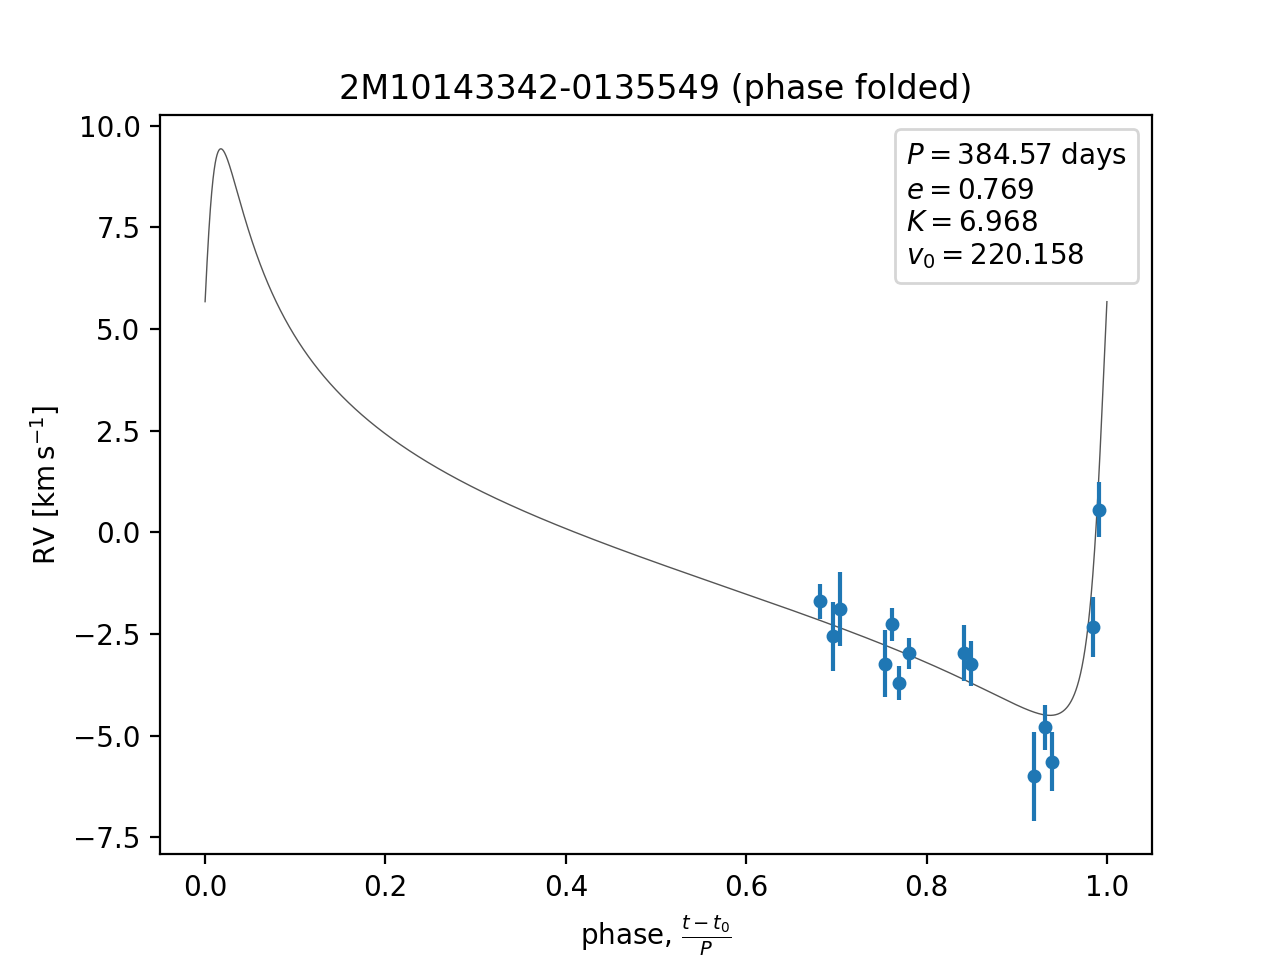 2M10143342-0135549 (phase folded)
P = 384.57 days
e = 0.769
K = 6.968
v₀ = 220.158
10.0
7.5
5.0
2.5
0.0
−2.5
−5.0
−7.5
RV [km s⁻¹]
0.0 0.2 0.4 0.6 0.8 1.0
phase, (t − t₀)/P